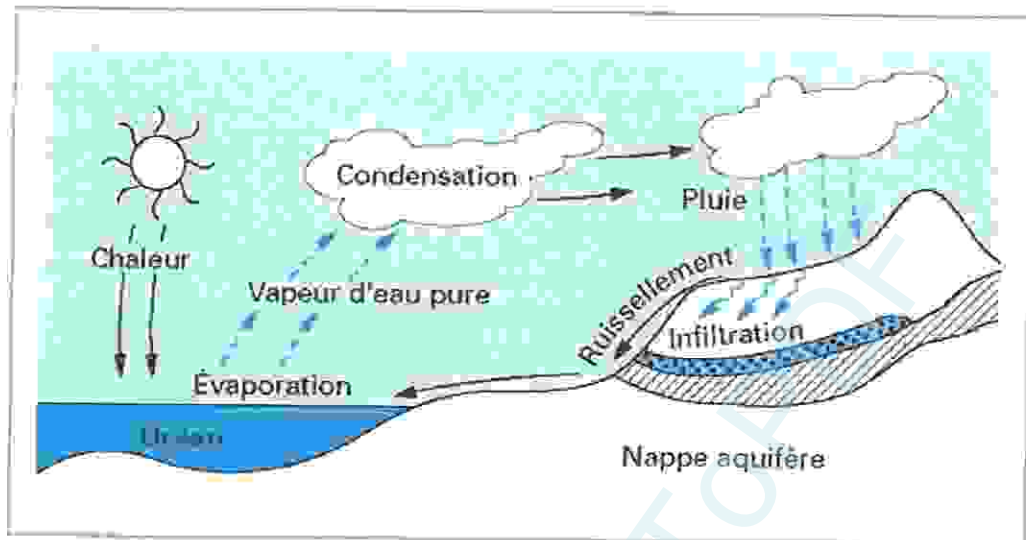 Condensation
Pluie
Chaleur
Ruissellement
Vapeur d'eau pure
Infiltration
Évaporation
Nappe aquifère